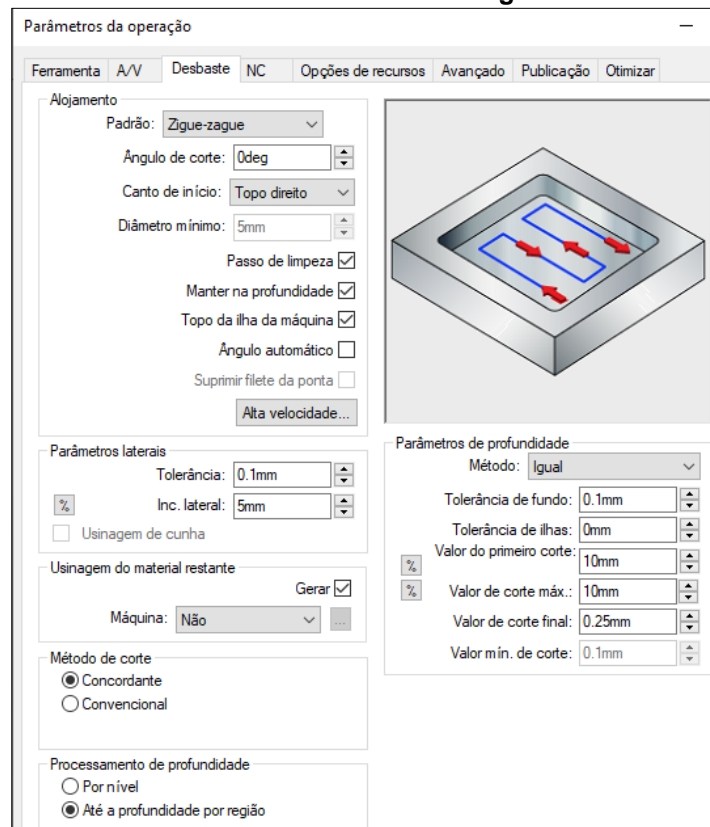 Parâmetros da operação
Ferramenta A/V Desbaste NC Opções de recursos Avançado Publicação Otimizar
Alojamento
Padrão: Zigue-zague
Ângulo de corte: 0deg
Canto de início: Topo direito
Diâmetro mínimo: 5mm
Passo de limpeza
Manter na profundidade
Topo da ilha da máquina
Ângulo automático
Suprimir filete da ponta
Alta velocidade...
Parâmetros laterais
Tolerância: 0.1mm
% Inc. lateral: 5mm
Usinagem de cunha
Usinagem do material restante
Gerar
Máquina: Não ...
Método de corte
Concordante
Convencional
Processamento de profundidade
Por nível
Até a profundidade por região
Parâmetros de profundidade
Método: Igual
Tolerância de fundo: 0.1mm
Tolerância de ilhas: 0mm
% Valor do primeiro corte: 10mm
% Valor de corte máx.: 10mm
Valor de corte final: 0.25mm
Valor mín. de corte: 0.1mm